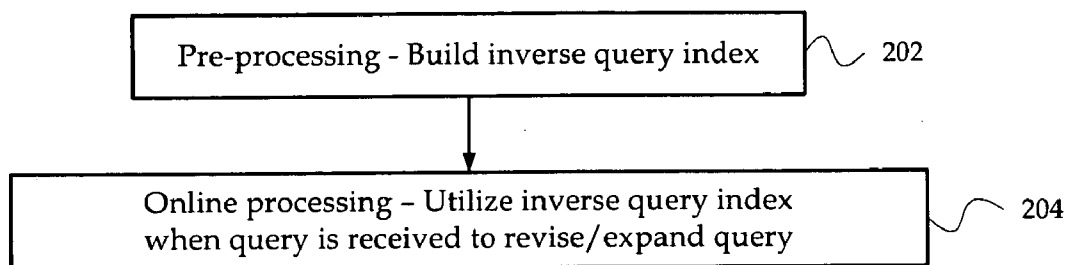 Pre-processing - Build inverse query index
202
Online processing – Utilize inverse query index
when query is received to revise/expand query
204